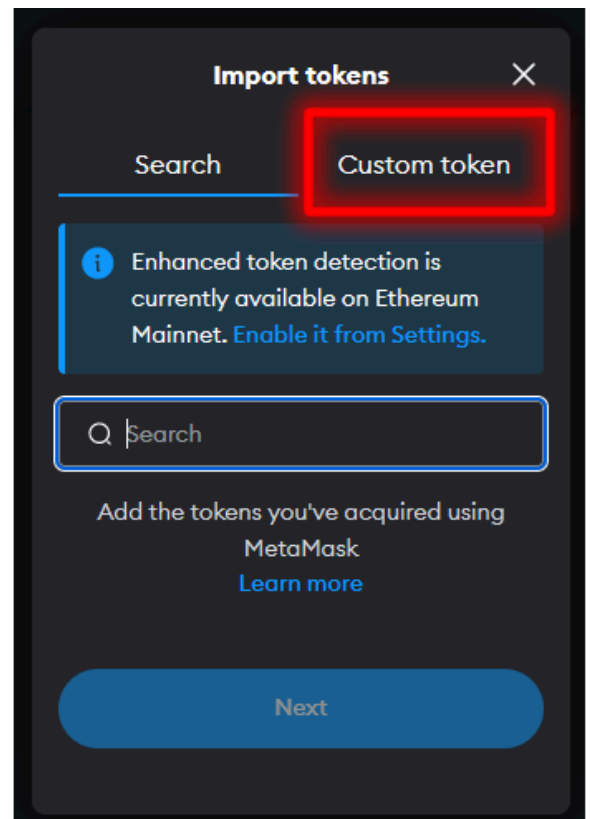 Import tokens
Search
Custom token
Enhanced token detection is
currently available on Ethereum
Mainnet. Enable it from Settings.
Search
Add the tokens you've acquired using
MetaMask
Learn more
Next